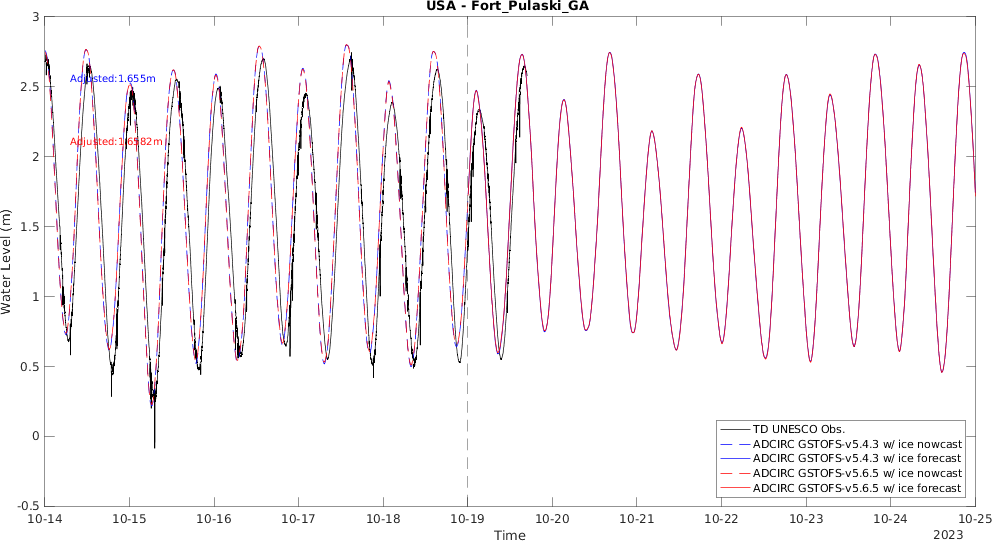 USA - Fort_Pulaski_GA
3
2.5
2
1.5
1
0.5
0
-0.5
Water Level (m)
Adjusted:1.655m
Adjusted:1.6582m
TD UNESCO Obs.
ADCIRC GSTOFS-v5.4.3 w/ ice nowcast
ADCIRC GSTOFS-v5.4.3 w/ ice forecast
ADCIRC GSTOFS-v5.6.5 w/ ice nowcast
ADCIRC GSTOFS-v5.6.5 w/ ice forecast
10-14 10-15 10-16 10-17 10-18 10-19 10-20 10-21 10-22 10-23 10-24 10-25
Time
2023